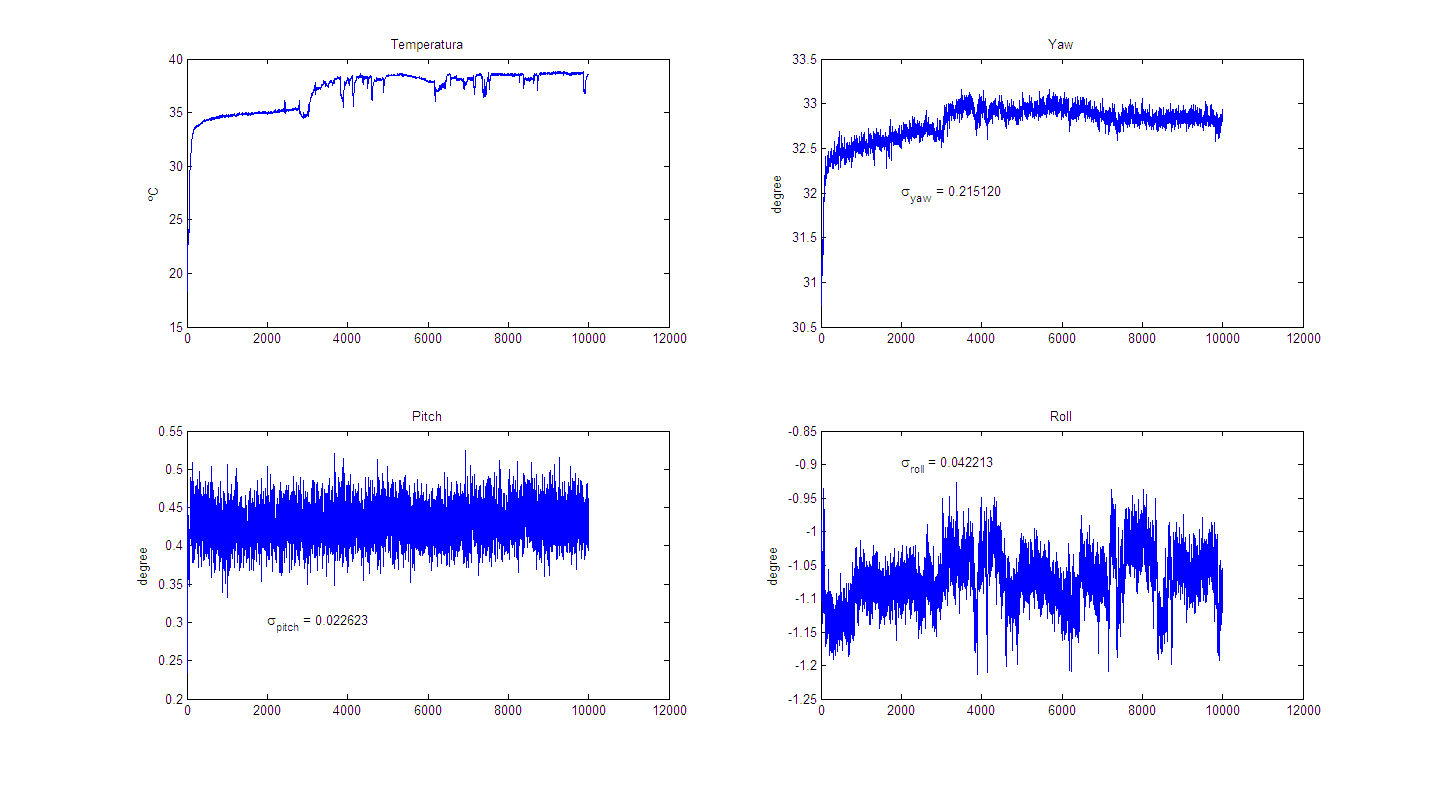 Temperatura
40
35
30
25
20
15
ºC
0 2000 4000 6000 8000 10000 12000
Yaw
33.5
33
32.5
32
31.5
31
30.5
degree
σyaw = 0.215120
0 2000 4000 6000 8000 10000 12000
Pitch
0.55
0.5
0.45
0.4
0.35
0.3
0.25
0.2
degree
σpitch = 0.022623
0 2000 4000 6000 8000 10000 12000
Roll
-0.85
-0.9
-0.95
-1
-1.05
-1.1
-1.15
-1.2
-1.25
degree
σroll = 0.042213
0 2000 4000 6000 8000 10000 12000